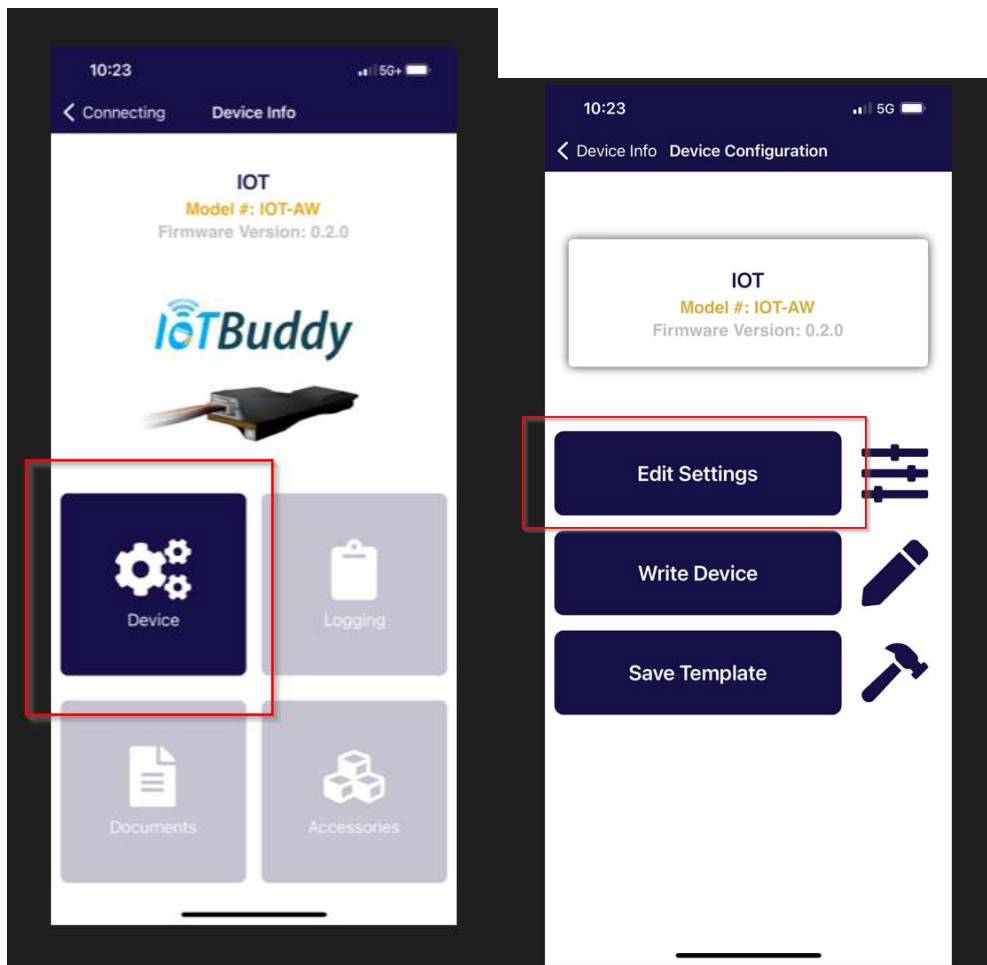 10:23 5G+
Connecting Device Info
IOT
Model #: IOT-AW
Firmware Version: 0.2.0
IoTBuddy
Device
Logging
Documents
Accessories
10:23 5G
Device Info Device Configuration
IOT
Model #: IOT-AW
Firmware Version: 0.2.0
Edit Settings
Write Device
Save Template